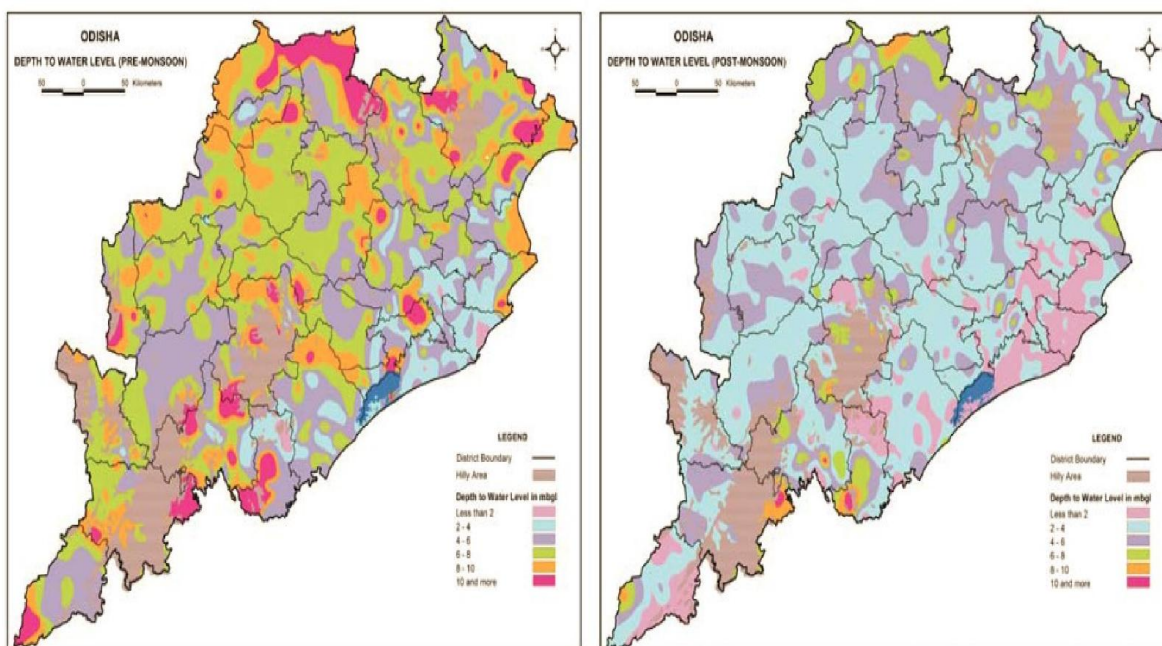 ODISHA
DEPTH TO WATER LEVEL (PRE-MONSOON)
50 0 50 Kilometers
LEGEND
District Boundary
Hilly Area
Depth to Water Level in mbgl
Less than 2
2 - 4
4 - 6
6 - 8
8 - 10
10 and more
ODISHA
DEPTH TO WATER LEVEL (POST-MONSOON)
50 0 50 Kilometers
LEGEND
District Boundary
Hilly Area
Depth to Water Level in mbgl
Less than 2
2 - 4
4 - 6
6 - 8
8 - 10
10 and more